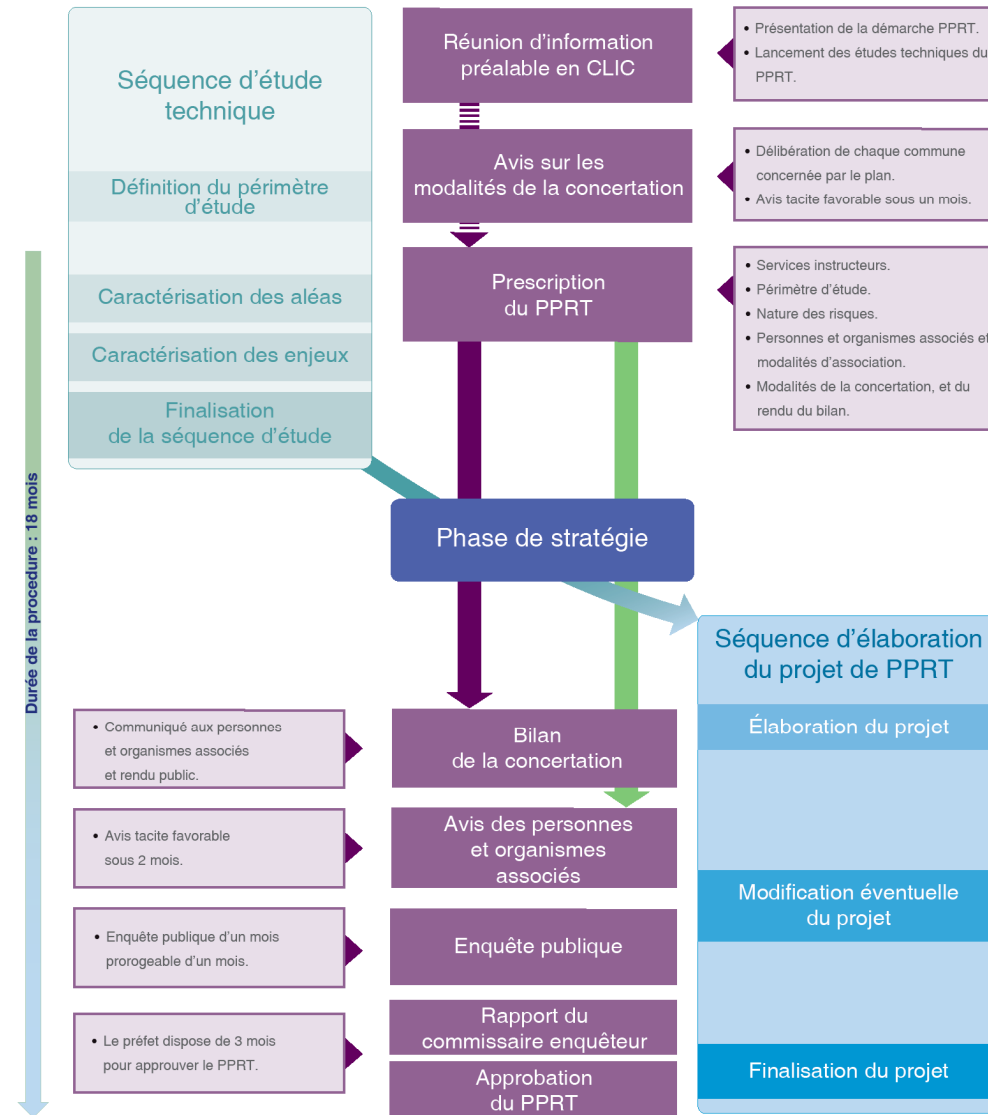 Séquence d'étude
technique
Définition du périmètre
d'étude
Caractérisation des aléas
Caractérisation des enjeux
Finalisation
de la séquence d'étude
Réunion d'information
préalable en CLIC
• Présentation de la démarche PPRT.
• Lancement des études techniques du
PPRT.
Avis sur les
modalités de la concertation
• Délibération de chaque commune
concernée par le plan.
• Avis tacite favorable sous un mois.
Prescription
du PPRT
• Services instructeurs.
• Périmètre d'étude.
• Nature des risques.
• Personnes et organismes associés et
modalités d'association.
• Modalités de la concertation, et du
rendu du bilan.
Durée de la procedure : 18 mois
Phase de stratégie
Séquence d'élaboration
du projet de PPRT
Élaboration du projet
Modification éventuelle
du projet
Finalisation du projet
• Communiqué aux personnes
et organismes associés
et rendu public.
Bilan
de la concertation
• Avis tacite favorable
sous 2 mois.
Avis des personnes
et organismes
associés
• Enquête publique d'un mois
prorogeable d'un mois.
Enquête publique
Rapport du
commissaire enquêteur
• Le préfet dispose de 3 mois
pour approuver le PPRT.
Approbation
du PPRT